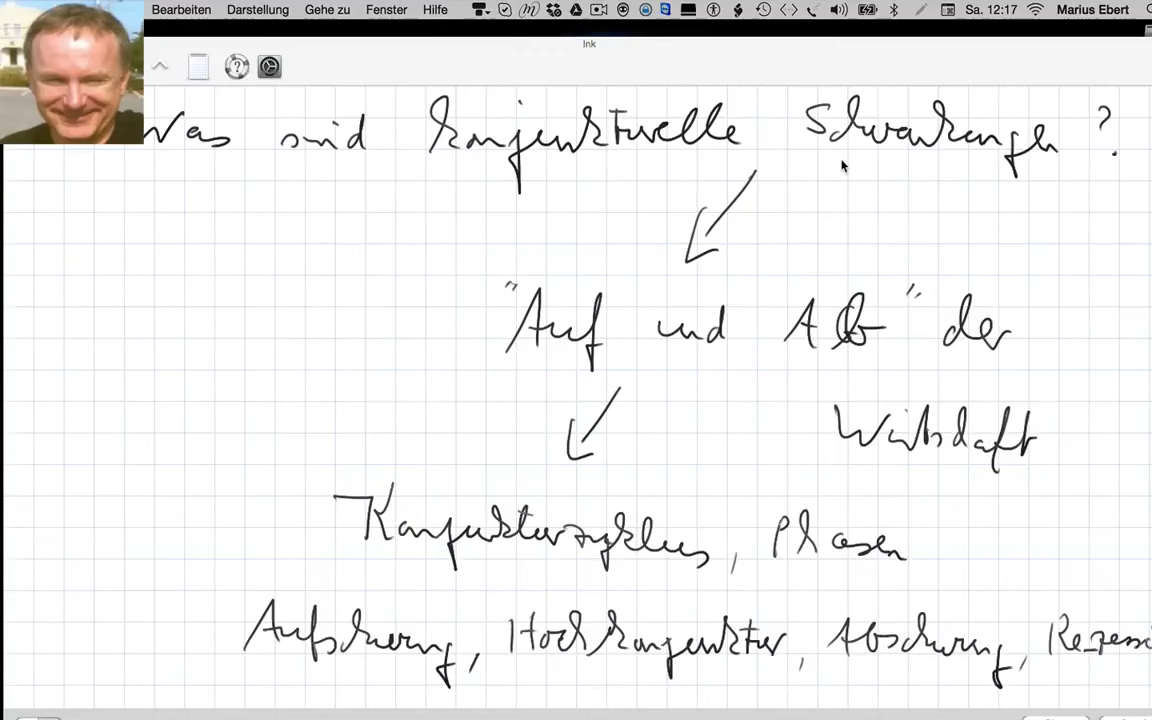 Bearbeiten Darstellung Gehe zu Fenster Hilfe Sa. 12:17 Marius Ebert
Ink
Was sind konjunkturelle Schwankungen ?
"Auf und Ab" der
Wirtschaft
Konjunkturzyklus, Phasen
Aufschwung, Hochkonjunktur, Abschwung, Rezessi